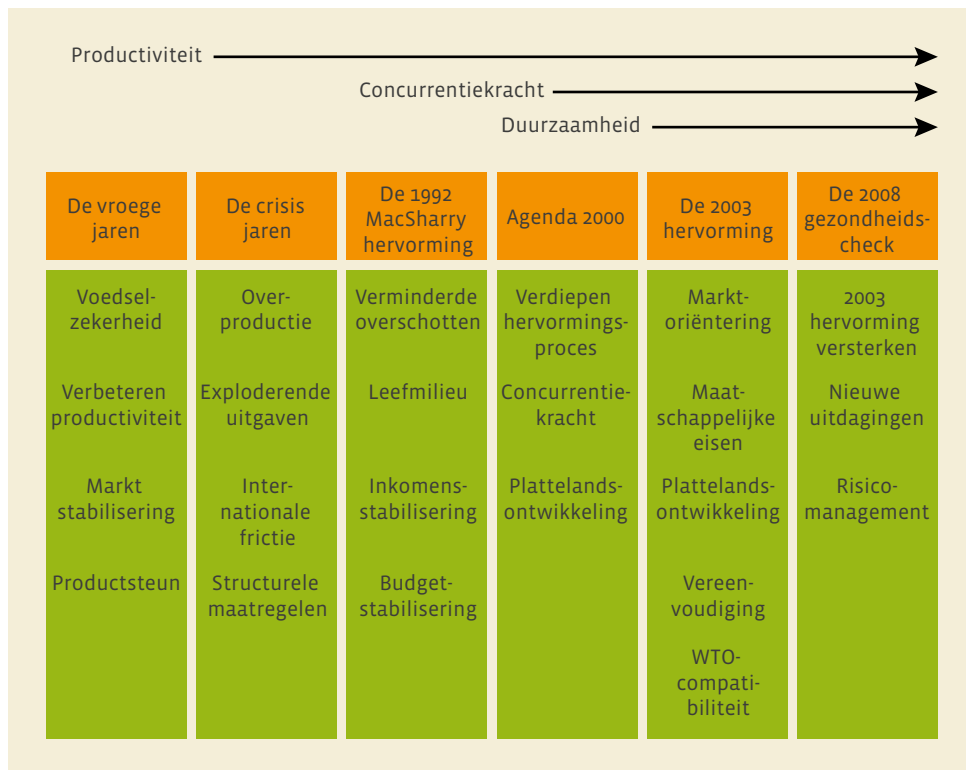 Productiviteit
Concurrentiekracht
Duurzaamheid
De vroege
jaren
De crisis
jaren
De 1992
MacSharry
hervorming
Agenda 2000
De 2003
hervorming
De 2008
gezondheids-
check
Voedsel-
zekerheid
Verbeteren
productiviteit
Markt
stabilisering
Productsteun
Over-
productie
Exploderende
uitgaven
Inter-
nationale
frictie
Structurele
maatregelen
Verminderde
overschotten
Leefmilieu
Inkomens-
stabilisering
Budget-
stabilisering
Verdiepen
hervormings-
proces
Concurrentie-
kracht
Plattelands-
ontwikkeling
Markt-
oriëntering
Maat-
schappelijke
eisen
Plattelands-
ontwikkeling
Vereen-
voudiging
WTO-
compati-
biliteit
2003
hervorming
versterken
Nieuwe
uitdagingen
Risico-
management